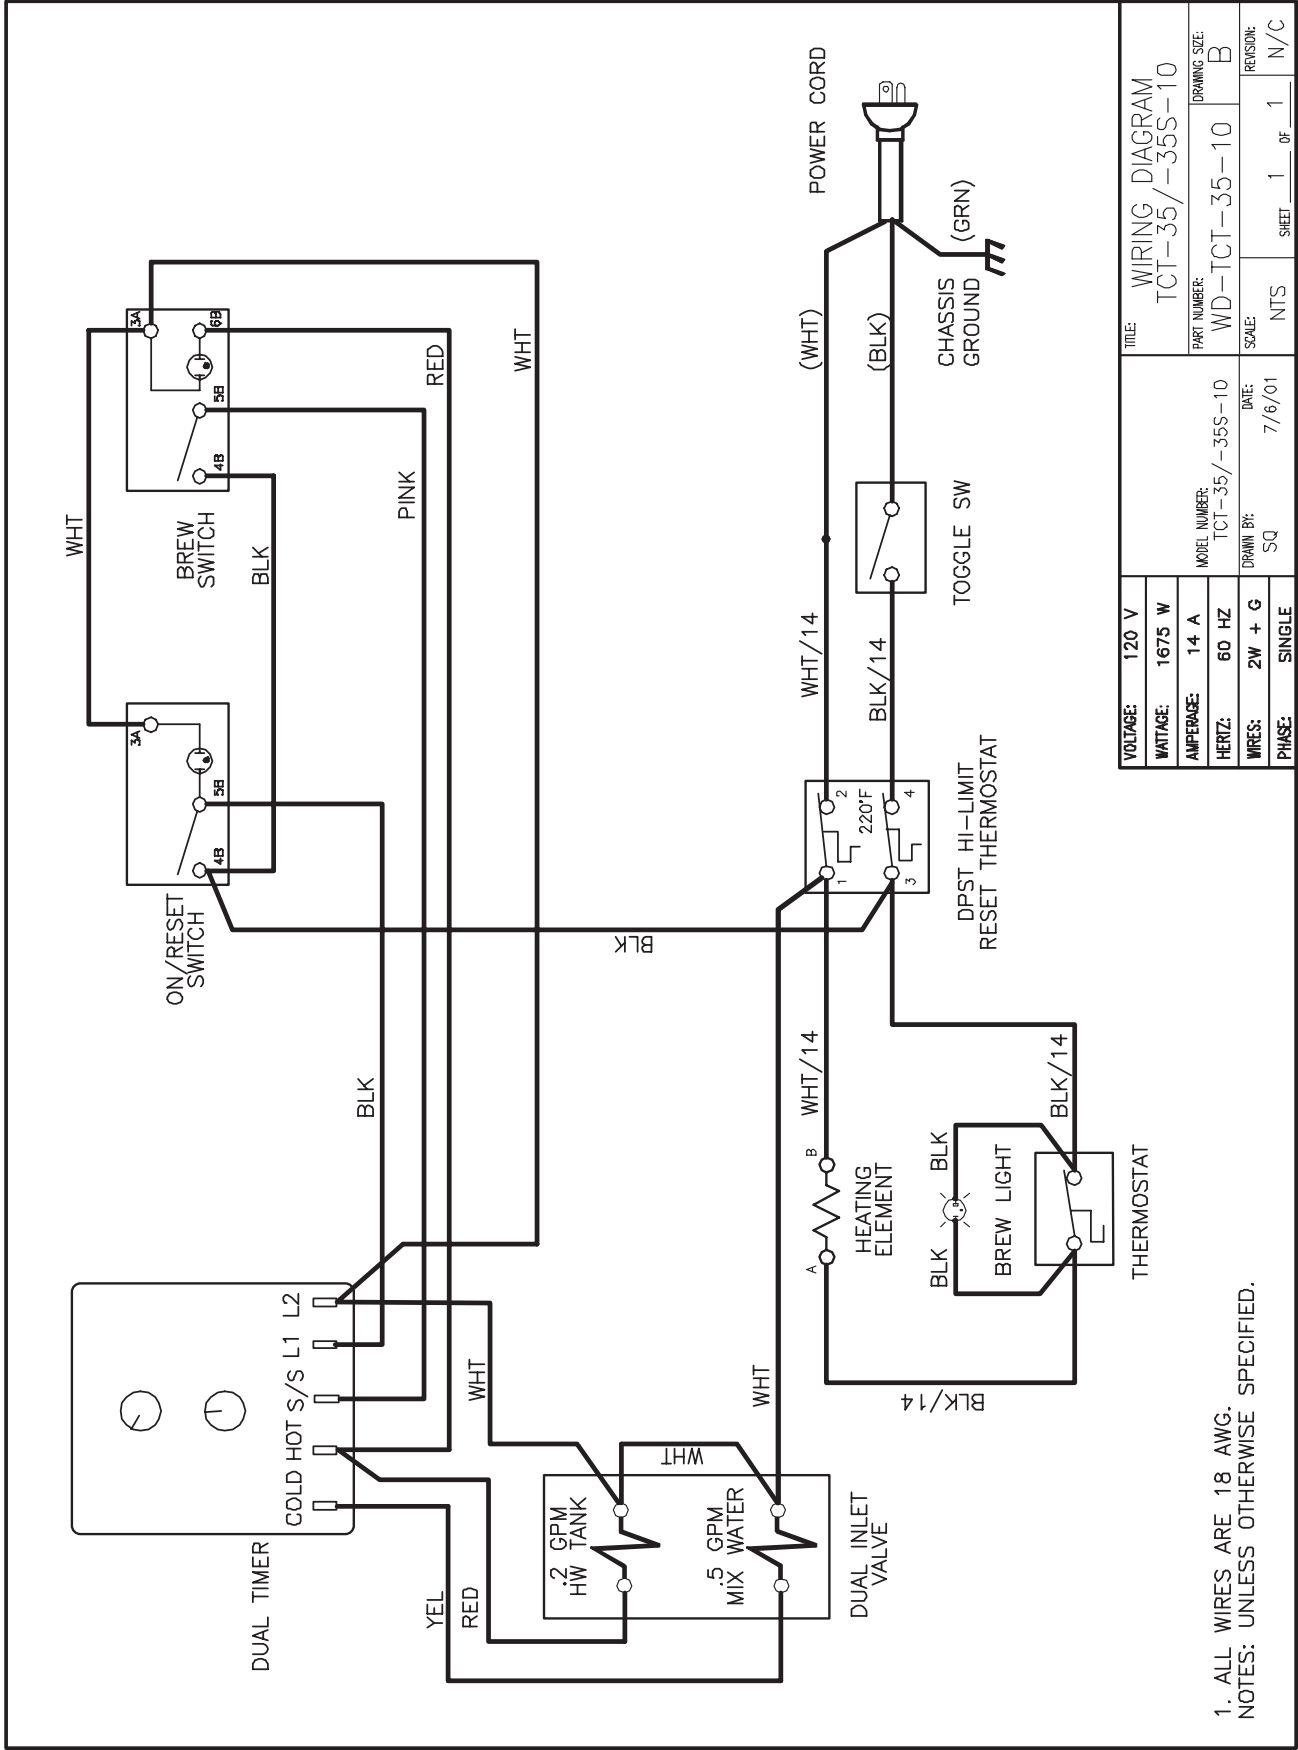 DUAL TIMER
COLD HOT S/S L1 L2
ON/RESET
SWITCH
3A
5B
4B
WHT
BREW
SWITCH
BLK
3A
6B
5B
4B
BLK
PINK
RED
WHT
YEL
RED
WHT
.2 GPM
HW TANK
WHT
.5 GPM
MIX WATER
DUAL INLET
VALVE
WHT
BLK
WHT/14
A
B
HEATING
ELEMENT
BLK/14
BLK
BLK
BREW LIGHT
THERMOSTAT
BLK/14
1
2
220°F
3
4
DPST HI-LIMIT
RESET THERMOSTAT
WHT/14
BLK/14
TOGGLE SW
(WHT)
(BLK)
CHASSIS
GROUND
(GRN)
POWER CORD
1. ALL WIRES ARE 18 AWG.
NOTES: UNLESS OTHERWISE SPECIFIED.
VOLTAGE: 120 V
WATTAGE: 1675 W
AMPERAGE: 14 A
HERTZ: 60 HZ
WIRES: 2W + G
PHASE: SINGLE
MODEL NUMBER:
TCT-35/-35S-10
DRAWN BY:
SQ
DATE:
7/6/01
TITLE:
WIRING DIAGRAM
TCT-35/-35S-10
PART NUMBER:
WD-TCT-35-10
DRAWING SIZE:
B
SCALE:
NTS
SHEET 1 OF 1
REVISION:
N/C